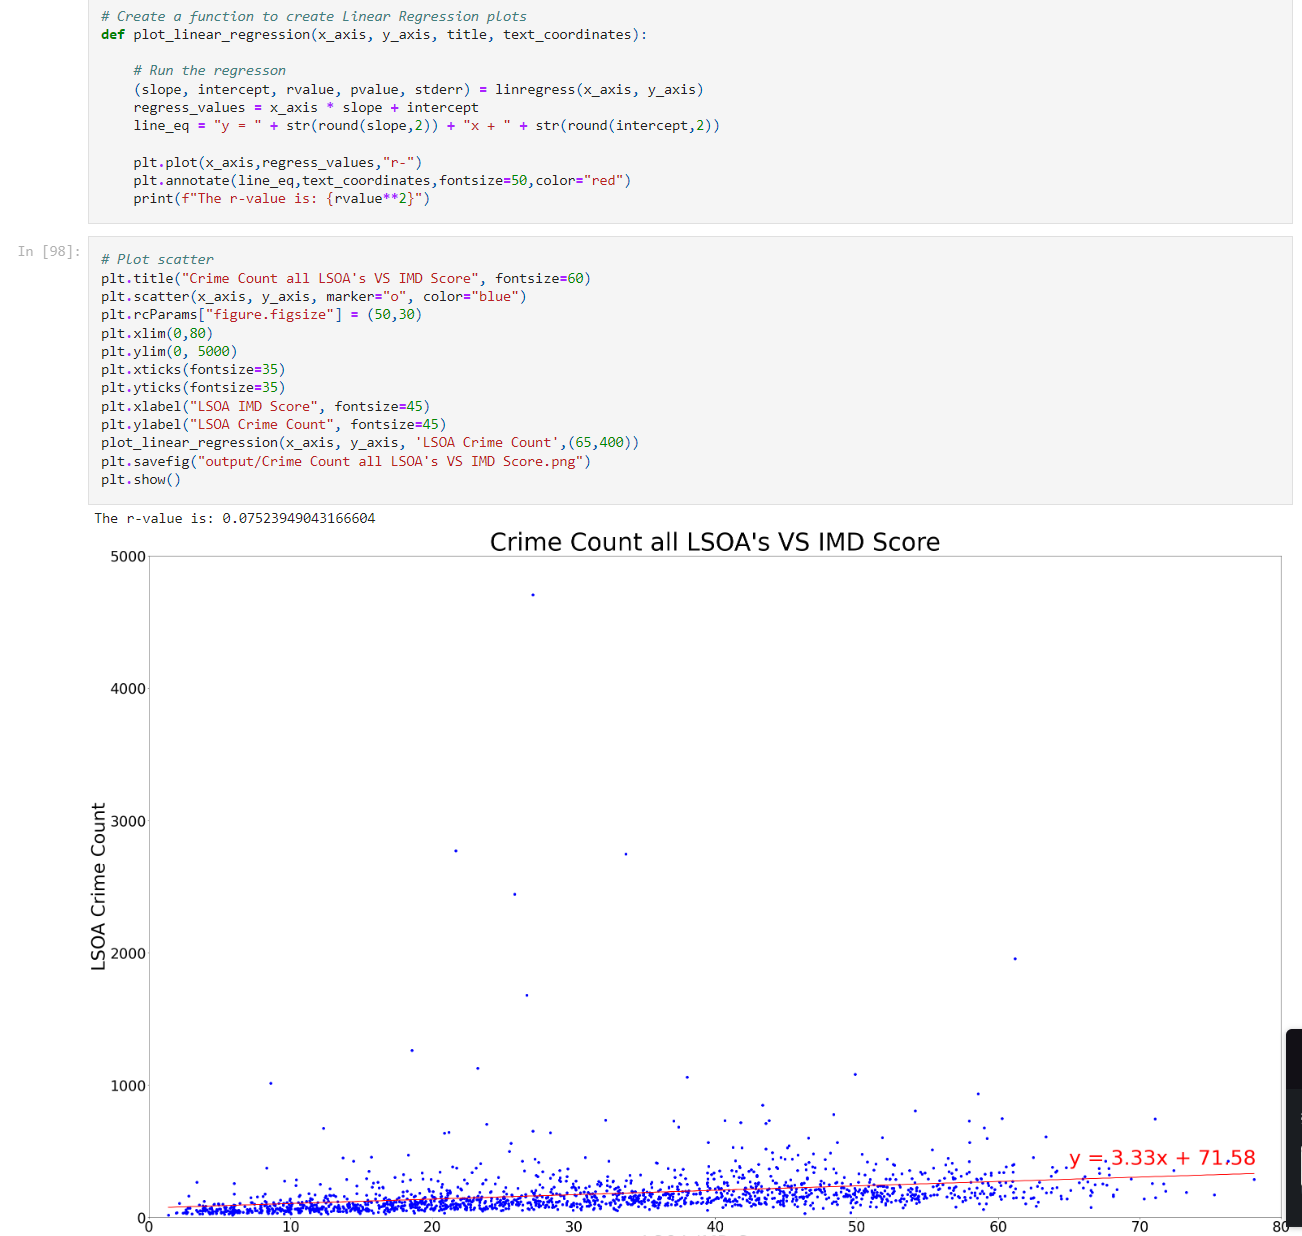 # Create a function to create Linear Regression plots
def plot_linear_regression(x_axis, y_axis, title, text_coordinates):
# Run the regresson
(slope, intercept, rvalue, pvalue, stderr) = linregress(x_axis, y_axis)
regress_values = x_axis * slope + intercept
line_eq = "y = " + str(round(slope,2)) + "x + " + str(round(intercept,2))
plt.plot(x_axis,regress_values,"r-")
plt.annotate(line_eq,text_coordinates,fontsize=50,color="red")
print(f"The r-value is: {rvalue**2}")
In [98]:
# Plot scatter
plt.title("Crime Count all LSOA's VS IMD Score", fontsize=60)
plt.scatter(x_axis, y_axis, marker="o", color="blue")
plt.rcParams["figure.figsize"] = (50,30)
plt.xlim(0,80)
plt.ylim(0, 5000)
plt.xticks(fontsize=35)
plt.yticks(fontsize=35)
plt.xlabel("LSOA IMD Score", fontsize=45)
plt.ylabel("LSOA Crime Count", fontsize=45)
plot_linear_regression(x_axis, y_axis, 'LSOA Crime Count',(65,400))
plt.savefig("output/Crime Count all LSOA's VS IMD Score.png")
plt.show()
The r-value is: 0.07523949043166604
Crime Count all LSOA's VS IMD Score
5000
4000
3000
2000
1000
0
LSOA Crime Count
y = 3.33x + 71.58
0 10 20 30 40 50 60 70 80